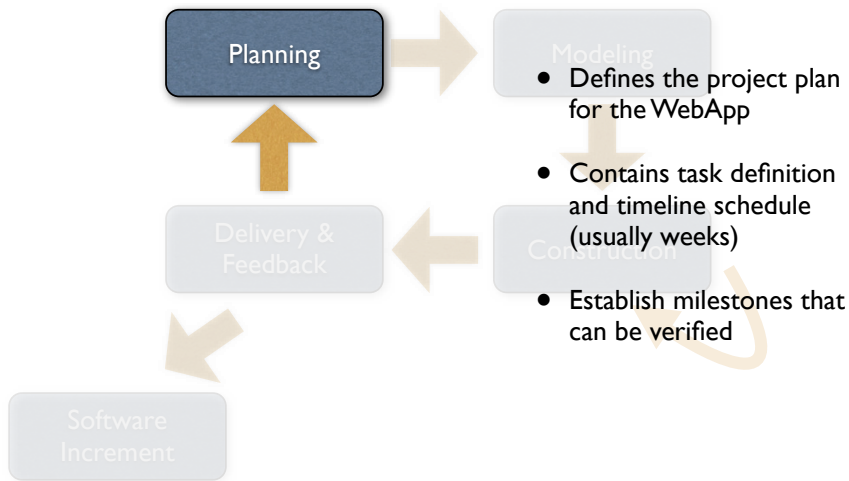 Planning
Modeling
• Defines the project plan
for the WebApp
• Contains task definition
and timeline schedule
(usually weeks)
Delivery &
Feedback
Construction
• Establish milestones that
can be verified
Software
Increment